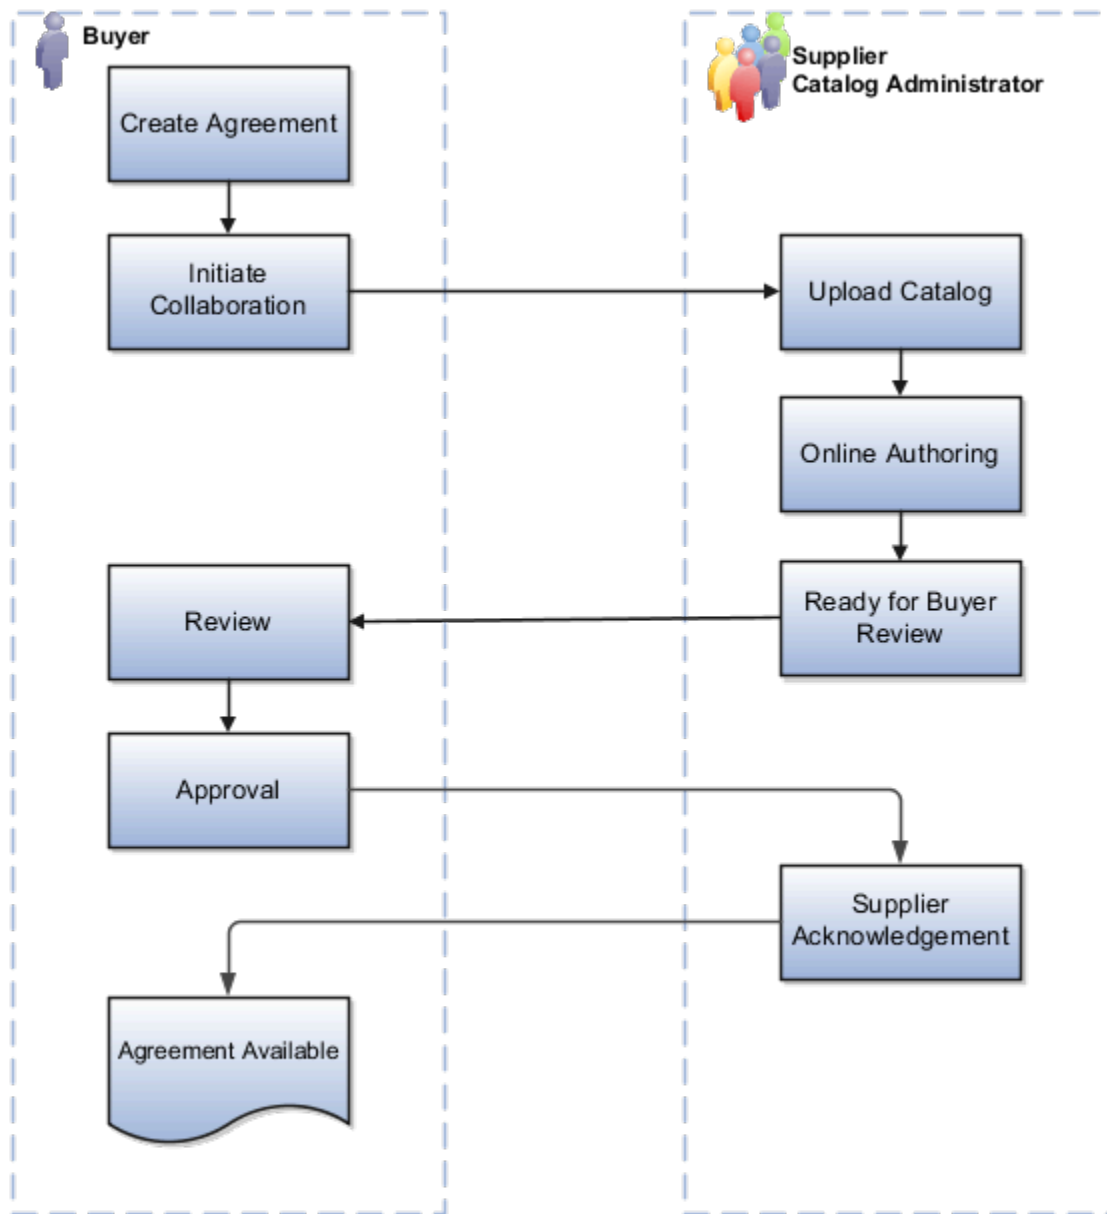 Buyer
Supplier
Catalog Administrator
Create Agreement
Initiate
Collaboration
Upload Catalog
Online Authoring
Ready for Buyer
Review
Review
Approval
Supplier
Acknowledgement
Agreement Available